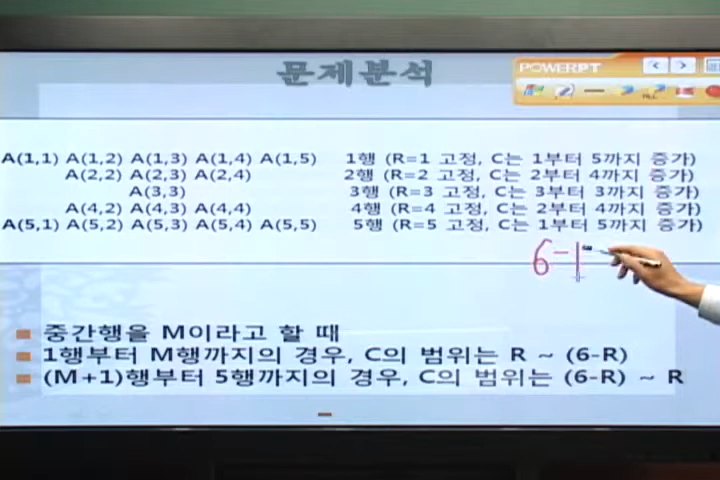 문제분석
POWERPT
A(1,1) A(1,2) A(1,3) A(1,4) A(1,5) 1행 (R=1 고정, C는 1부터 5까지 증가)
A(2,2) A(2,3) A(2,4) 2행 (R=2 고정, C는 2부터 4까지 증가)
A(3,3) 3행 (R=3 고정, C는 3부터 3까지 증가)
A(4,2) A(4,3) A(4,4) 4행 (R=4 고정, C는 2부터 4까지 증가)
A(5,1) A(5,2) A(5,3) A(5,4) A(5,5) 5행 (R=5 고정, C는 1부터 5까지 증가)
6-1
중간행을 M이라고 할 때
1행부터 M행까지의 경우, C의 범위는 R ~ (6-R)
(M+1)행부터 5행까지의 경우, C의 범위는 (6-R) ~ R